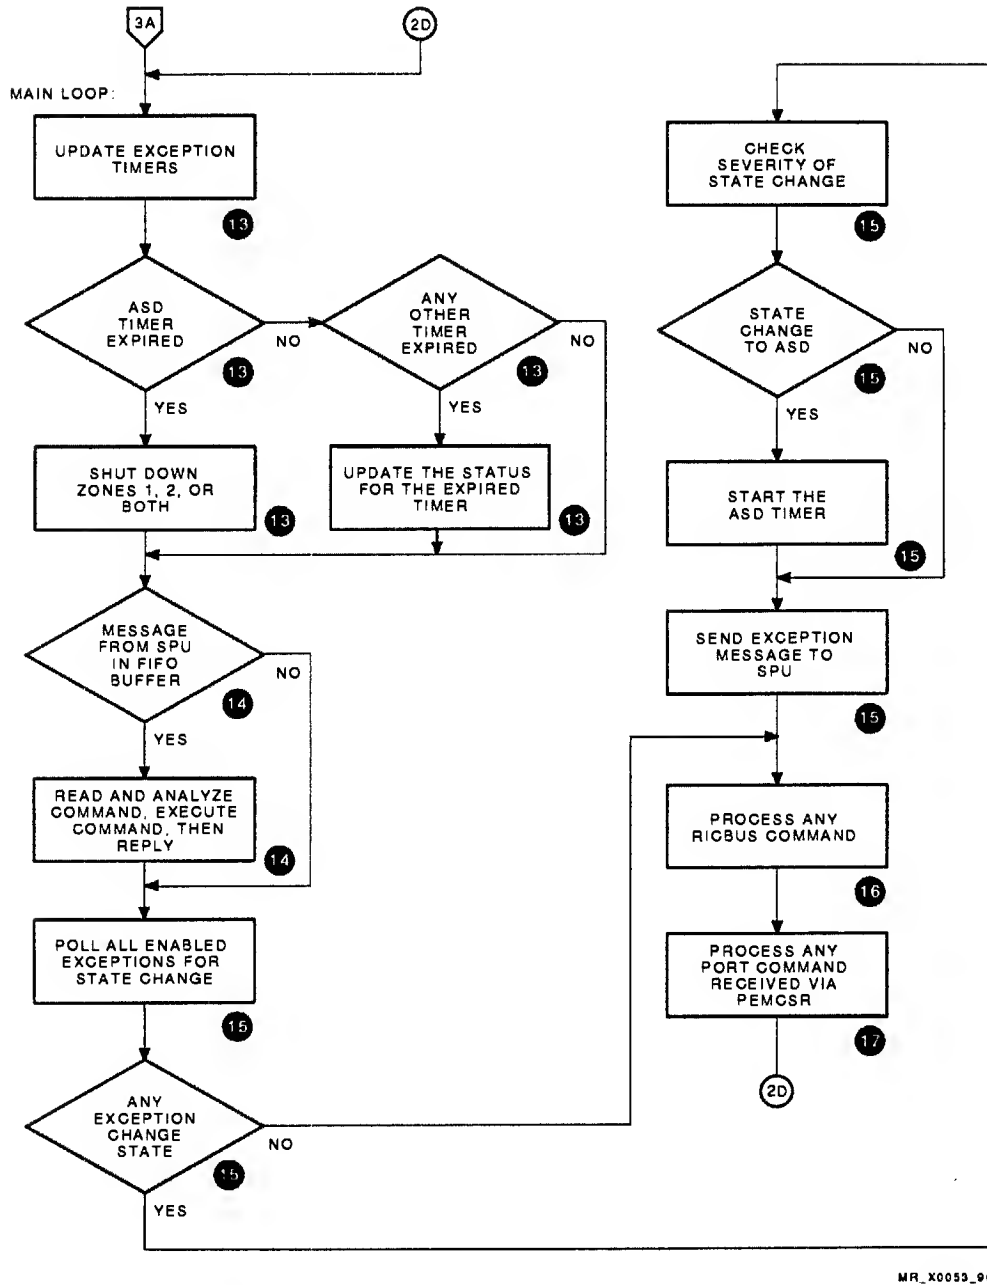 3A
2D
MAIN LOOP:
UPDATE EXCEPTION
TIMERS
13
ASD
TIMER
EXPIRED
NO
13
YES
ANY
OTHER
TIMER
EXPIRED
NO
13
YES
SHUT DOWN
ZONES 1, 2, OR
BOTH
13
UPDATE THE STATUS
FOR THE EXPIRED
TIMER
13
MESSAGE
FROM SPU
IN FIFO
BUFFER
NO
14
YES
READ AND ANALYZE
COMMAND, EXECUTE
COMMAND, THEN
REPLY
14
POLL ALL ENABLED
EXCEPTIONS FOR
STATE CHANGE
15
ANY
EXCEPTION
CHANGE
STATE
NO
15
YES
CHECK
SEVERITY OF
STATE CHANGE
15
STATE
CHANGE
TO ASD
NO
15
YES
START THE
ASD TIMER
15
SEND EXCEPTION
MESSAGE TO
SPU
15
PROCESS ANY
RICBUS COMMAND
16
PROCESS ANY
PORT COMMAND
RECEIVED VIA
PEMCSR
17
2D